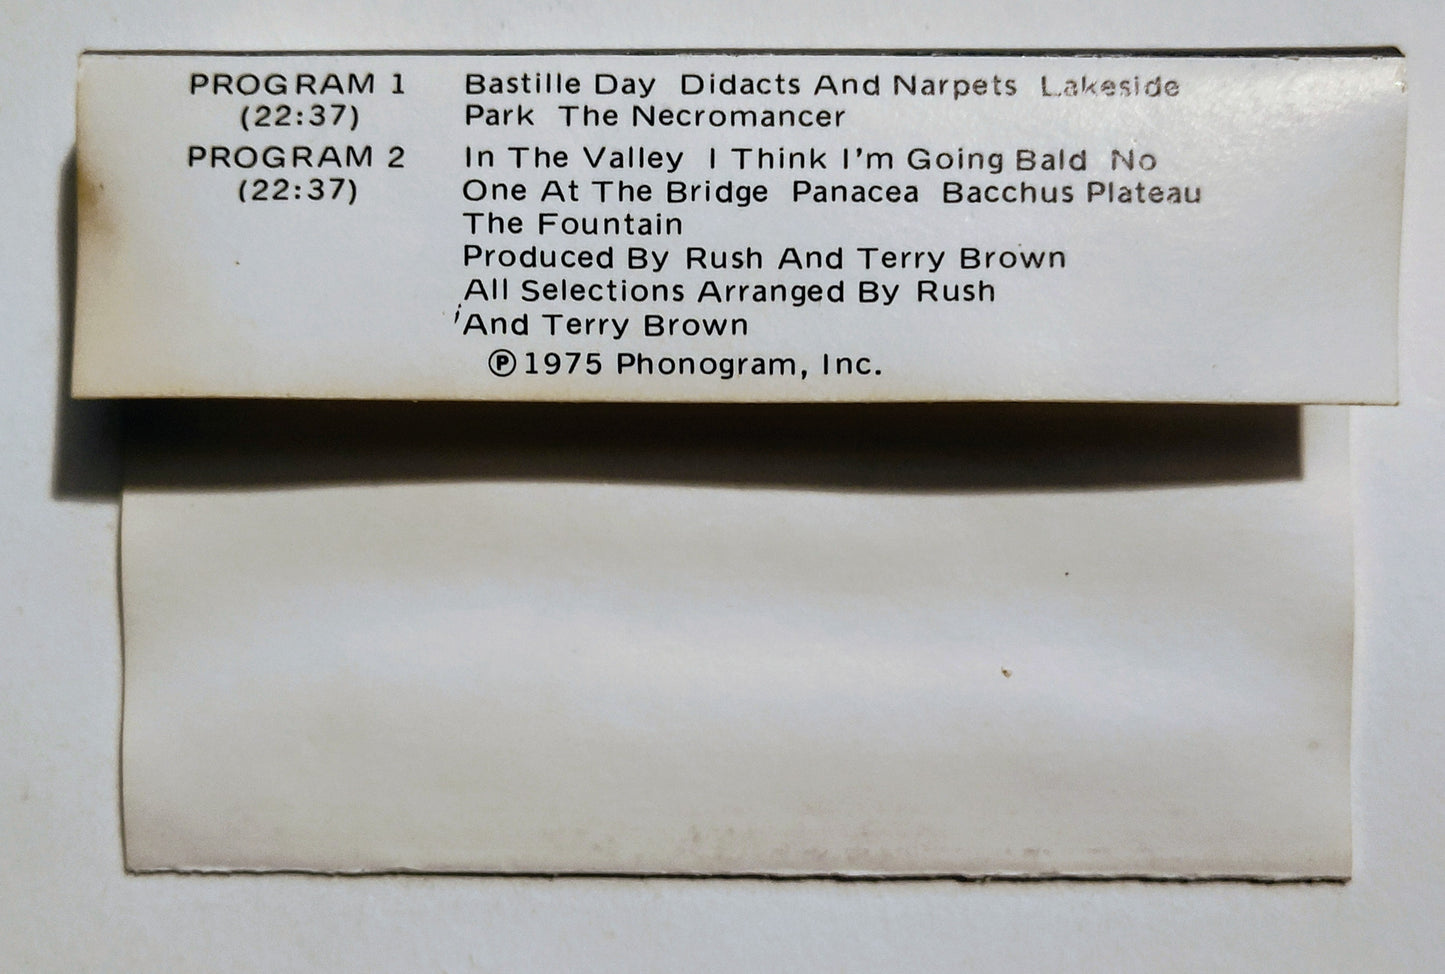 PROGRAM 1 Bastille Day Didacts And Narpets Lakeside
(22:37) Park The Necromancer
PROGRAM 2 In The Valley I Think I'm Going Bald No
(22:37) One At The Bridge Panacea Bacchus Plateau
The Fountain
Produced By Rush And Terry Brown
All Selections Arranged By Rush
And Terry Brown
Ⓟ1975 Phonogram, Inc.